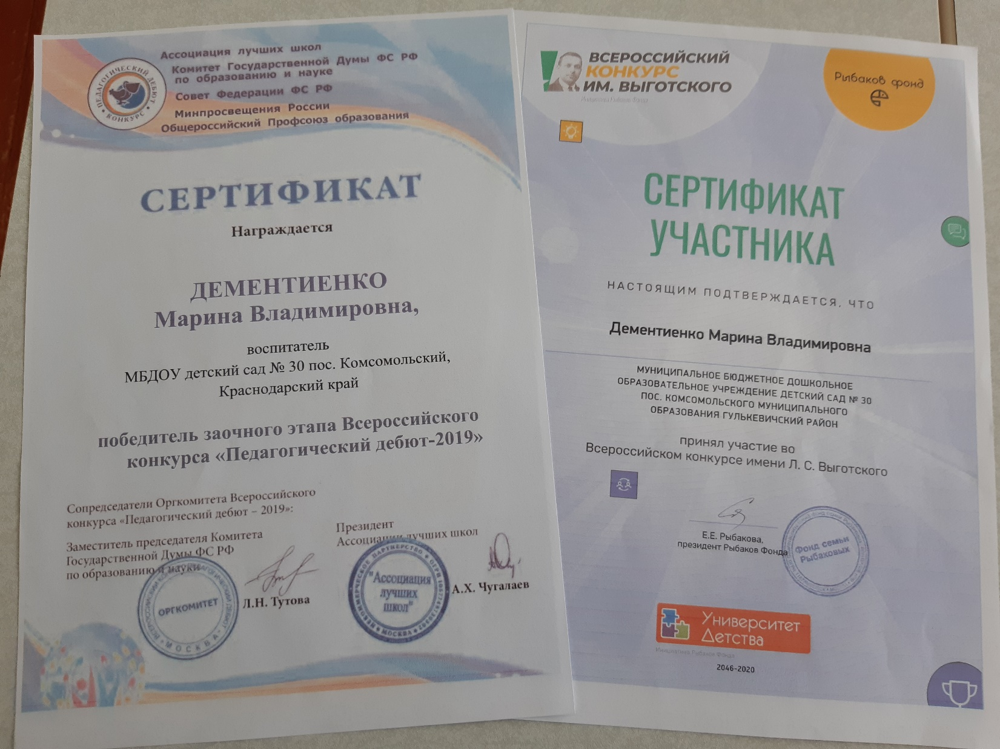 Ассоциация лучших школ
Комитет Государственной Думы ФС РФ
по образованию и науке
Совет Федерации ФС РФ
Минпросвещения России
Общероссийский Профсоюз образования
ПЕДАГОГИЧЕСКИЙ ДЕБЮТ
КОНКУРС
СЕРТИФИКАТ
Награждается
ДЕМЕНТИЕНКО
Марина Владимировна,
воспитатель
МБДОУ детский сад № 30 пос. Комсомольский,
Краснодарский край
победитель заочного этапа Всероссийского
конкурса «Педагогический дебют-2019»
Сопредседатели Оргкомитета Всероссийского
конкурса «Педагогический дебют – 2019»:
Заместитель председателя Комитета
Государственной Думы ФС РФ
по образованию и науки
Л.Н. Тутова
ОРГКОМИТЕТ
МОСКВА
Президент
Ассоциации лучших школ
А.Х. Чугалаев
НЕКОММЕРЧЕСКОЕ ПАРТНЕРСТВО
"Ассоциация
лучших
школ"
МОСКВА
ВСЕРОССИЙСКИЙ
КОНКУРС
ИМ. ВЫГОТСКОГО
Инициатива Рыбаков Фонда
Рыбаков фонд
СЕРТИФИКАТ
УЧАСТНИКА
НАСТОЯЩИМ ПОДТВЕРЖДАЕТСЯ, ЧТО
Дементиенко Марина Владимировна
МУНИЦИПАЛЬНОЕ БЮДЖЕТНОЕ ДОШКОЛЬНОЕ
ОБРАЗОВАТЕЛЬНОЕ УЧРЕЖДЕНИЕ ДЕТСКИЙ САД № 30
ПОС. КОМСОМОЛЬСКОГО МУНИЦИПАЛЬНОГО
ОБРАЗОВАНИЯ ГУЛЬКЕВИЧСКИЙ РАЙОН
принял участие во
Всероссийском конкурсе имени Л. С. Выготского
Е.Е. Рыбакова,
президент Рыбаков Фонда
Фонд семьи
Рыбаковых
Университет
Детства
Инициатива Рыбаков Фонда
2046-2020